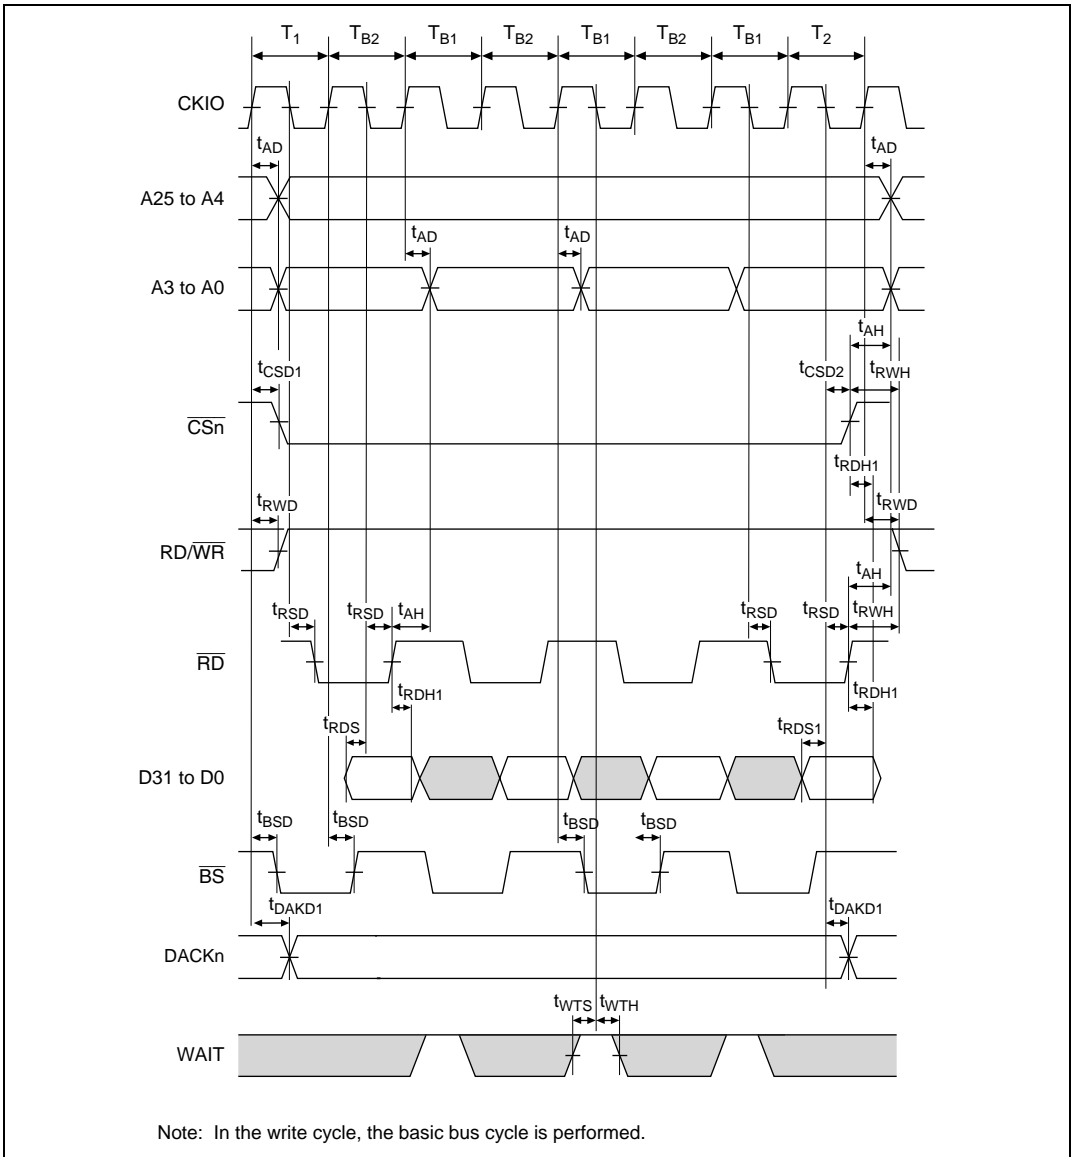 T1 TB2 TB1 TB2 TB1 TB2 TB1 T2
CKIO
tAD tAD
A25 to A4
tAD tAD
A3 to A0
tAH
tCSD1 tCSD2 tRWH
CSn
tRDH1
tRWD tRWD
RD/WR
tAH
tRSD tRSD tAH tRSD tRSD tRWH
RD
tRDH1 tRDH1
tRDS tRDS1
D31 to D0
tBSD tBSD tBSD tBSD
BS
tDAKD1 tDAKD1
DACKn
tWTS tWTH
WAIT
Note: In the write cycle, the basic bus cycle is performed.